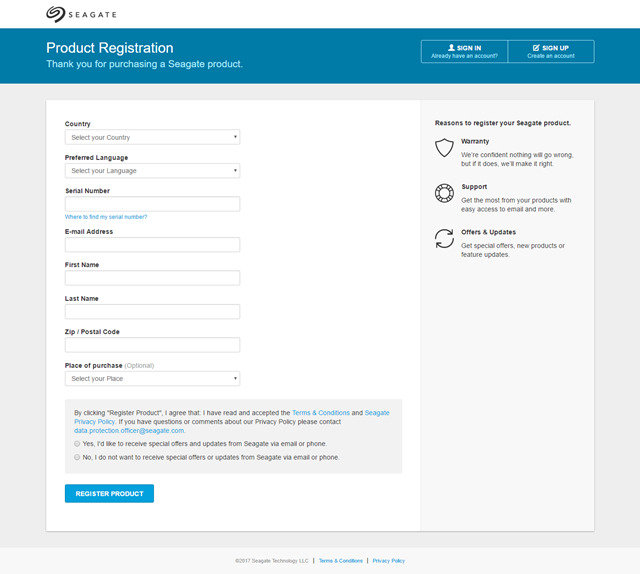 SEAGATE
Product Registration
Thank you for purchasing a Seagate product.
SIGN IN
Already have an account?
SIGN UP
Create an account
Country
Select your Country
Preferred Language
Select your Language
Serial Number
Where to find my serial number?
E-mail Address
First Name
Last Name
Zip / Postal Code
Place of purchase (Optional)
Select your Place
By clicking "Register Product", I agree that: I have read and accepted the Terms & Conditions and Seagate
Privacy Policy. If you have questions or comments about our Privacy Policy please contact
data.protection.officer@seagate.com.
Yes, I'd like to receive special offers and updates from Seagate via email or phone.
No, I do not want to receive special offers or updates from Seagate via email or phone.
REGISTER PRODUCT
Reasons to register your Seagate product.
Warranty
We're confident nothing will go wrong,
but if it does, we'll make it right.
Support
Get the most from your products with
easy access to email and more.
Offers & Updates
Get special offers, new products or
feature updates.
©2017 Seagate Technology LLC | Terms & Conditions | Privacy Policy